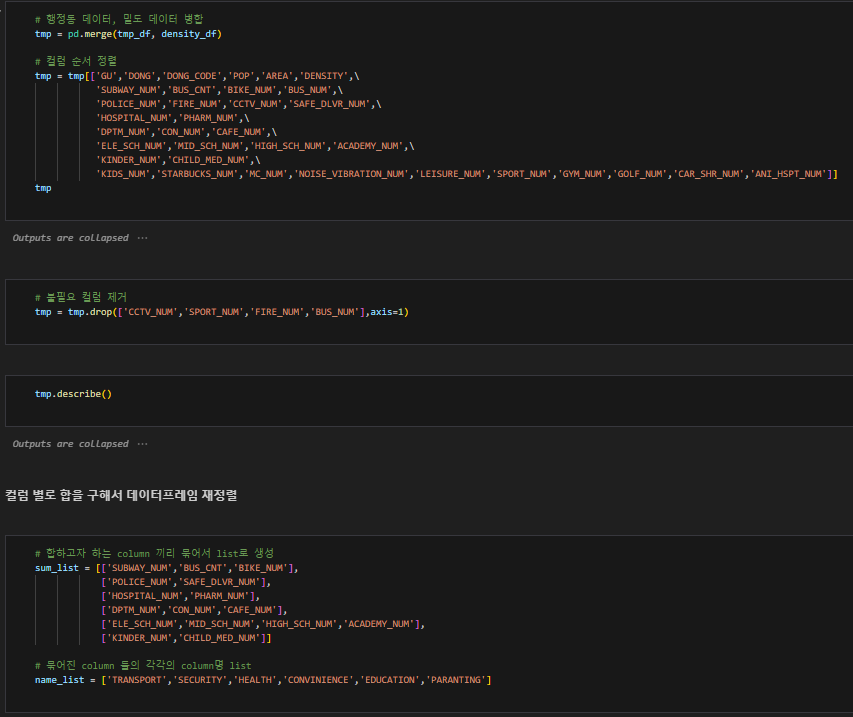 # 행정동 데이터, 밀도 데이터 병합
tmp = pd.merge(tmp_df, density_df)
# 컬럼 순서 정렬
tmp = tmp[['GU','DONG','DONG_CODE','POP','AREA','DENSITY',\
'SUBWAY_NUM','BUS_CNT','BIKE_NUM','BUS_NUM',\
'POLICE_NUM','FIRE_NUM','CCTV_NUM','SAFE_DLVR_NUM',\
'HOSPITAL_NUM','PHARM_NUM',\
'DPTM_NUM','CON_NUM','CAFE_NUM',\
'ELE_SCH_NUM','MID_SCH_NUM','HIGH_SCH_NUM','ACADEMY_NUM',\
'KINDER_NUM','CHILD_MED_NUM',\
'KIDS_NUM','STARBUCKS_NUM','MC_NUM','NOISE_VIBRATION_NUM','LEISURE_NUM','SPORT_NUM','GYM_NUM','GOLF_NUM','CAR_SHR_NUM','ANI_HSPT_NUM']]
tmp
Outputs are collapsed ···
# 불필요 컬럼 제거
tmp = tmp.drop(['CCTV_NUM','SPORT_NUM','FIRE_NUM','BUS_NUM'],axis=1)
tmp.describe()
Outputs are collapsed ···
컬럼 별로 합을 구해서 데이터프레임 재정렬
# 합하고자 하는 column 끼리 묶어서 list로 생성
sum_list = [['SUBWAY_NUM','BUS_CNT','BIKE_NUM'],
['POLICE_NUM','SAFE_DLVR_NUM'],
['HOSPITAL_NUM','PHARM_NUM'],
['DPTM_NUM','CON_NUM','CAFE_NUM'],
['ELE_SCH_NUM','MID_SCH_NUM','HIGH_SCH_NUM','ACADEMY_NUM'],
['KINDER_NUM','CHILD_MED_NUM']]
# 묶어진 column 들의 각각의 column명 list
name_list = ['TRANSPORT','SECURITY','HEALTH','CONVINIENCE','EDUCATION','PARANTING']